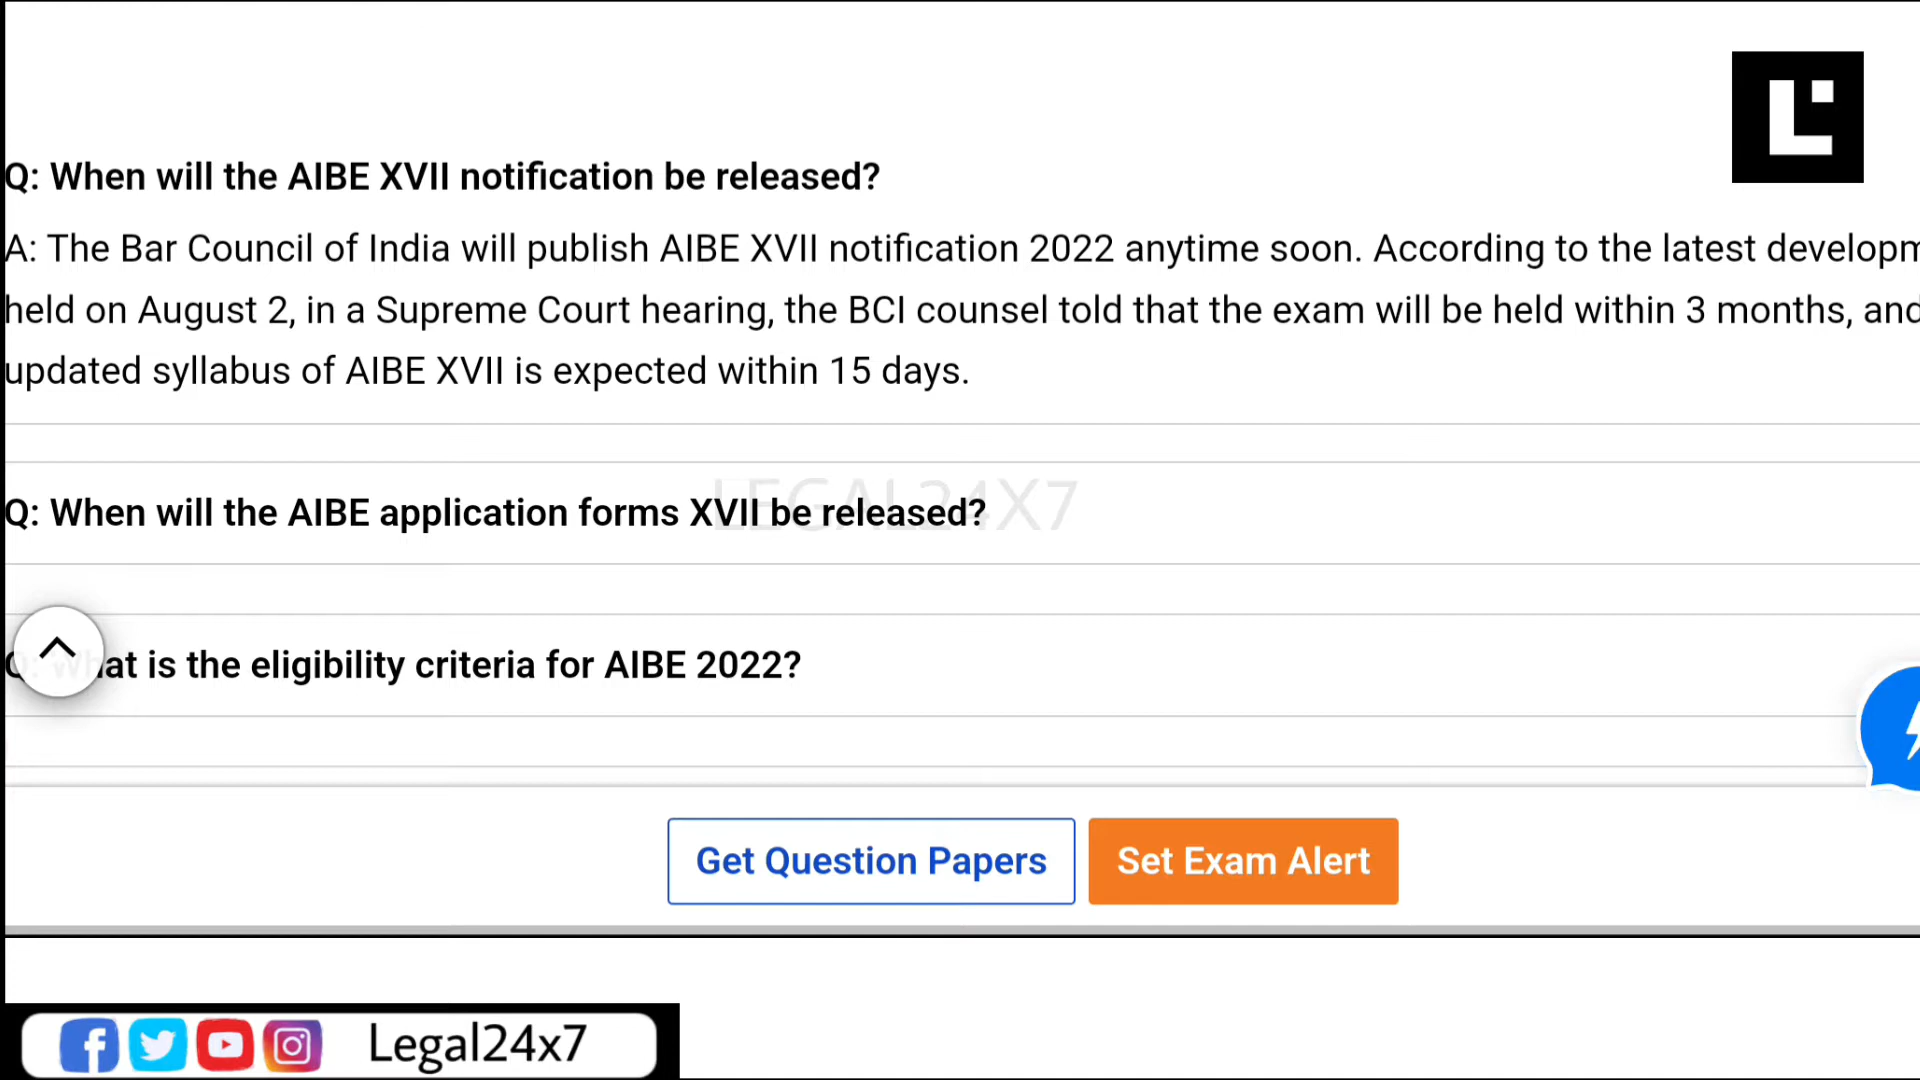 Q: When will the AIBE XVII notification be released?
A: The Bar Council of India will publish AIBE XVII notification 2022 anytime soon. According to the latest
held on August 2, in a Supreme Court hearing, the BCI counsel told that the exam will be held within 3 months, and
updated syllabus of AIBE XVII is expected within 15 days.
LEGAL24X7
Q: When will the AIBE application forms XVII be released?
Q: What is the eligibility criteria for AIBE 2022?
Get Question Papers
Set Exam Alert
Legal24x7